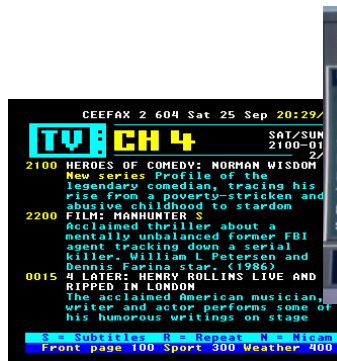 CEEFAX 2 604 Sat 25 Sep 20:29/
TV CH 4 SAT/SUN
2100-01
2/
2100 HEROES OF COMEDY: NORMAN WISDOM
New series Profile of the
legendary comedian, tracing his
rise from a poverty-stricken and
abusive childhood to stardom
2200 FILM: MANHUNTER S
Acclaimed thriller about a
mentally unbalanced former FBI
agent tracking down a serial
killer. William L Petersen and
Dennis Farina star. (1986)
0015 4 LATER: HENRY ROLLINS LIVE AND
RIPPED IN LONDON
The acclaimed American musician,
writer and actor performs some of
his humorous writings on stage
S = Subtitles R = Repeat N = Nicam
Front page 100 Sport 300 Weather 400